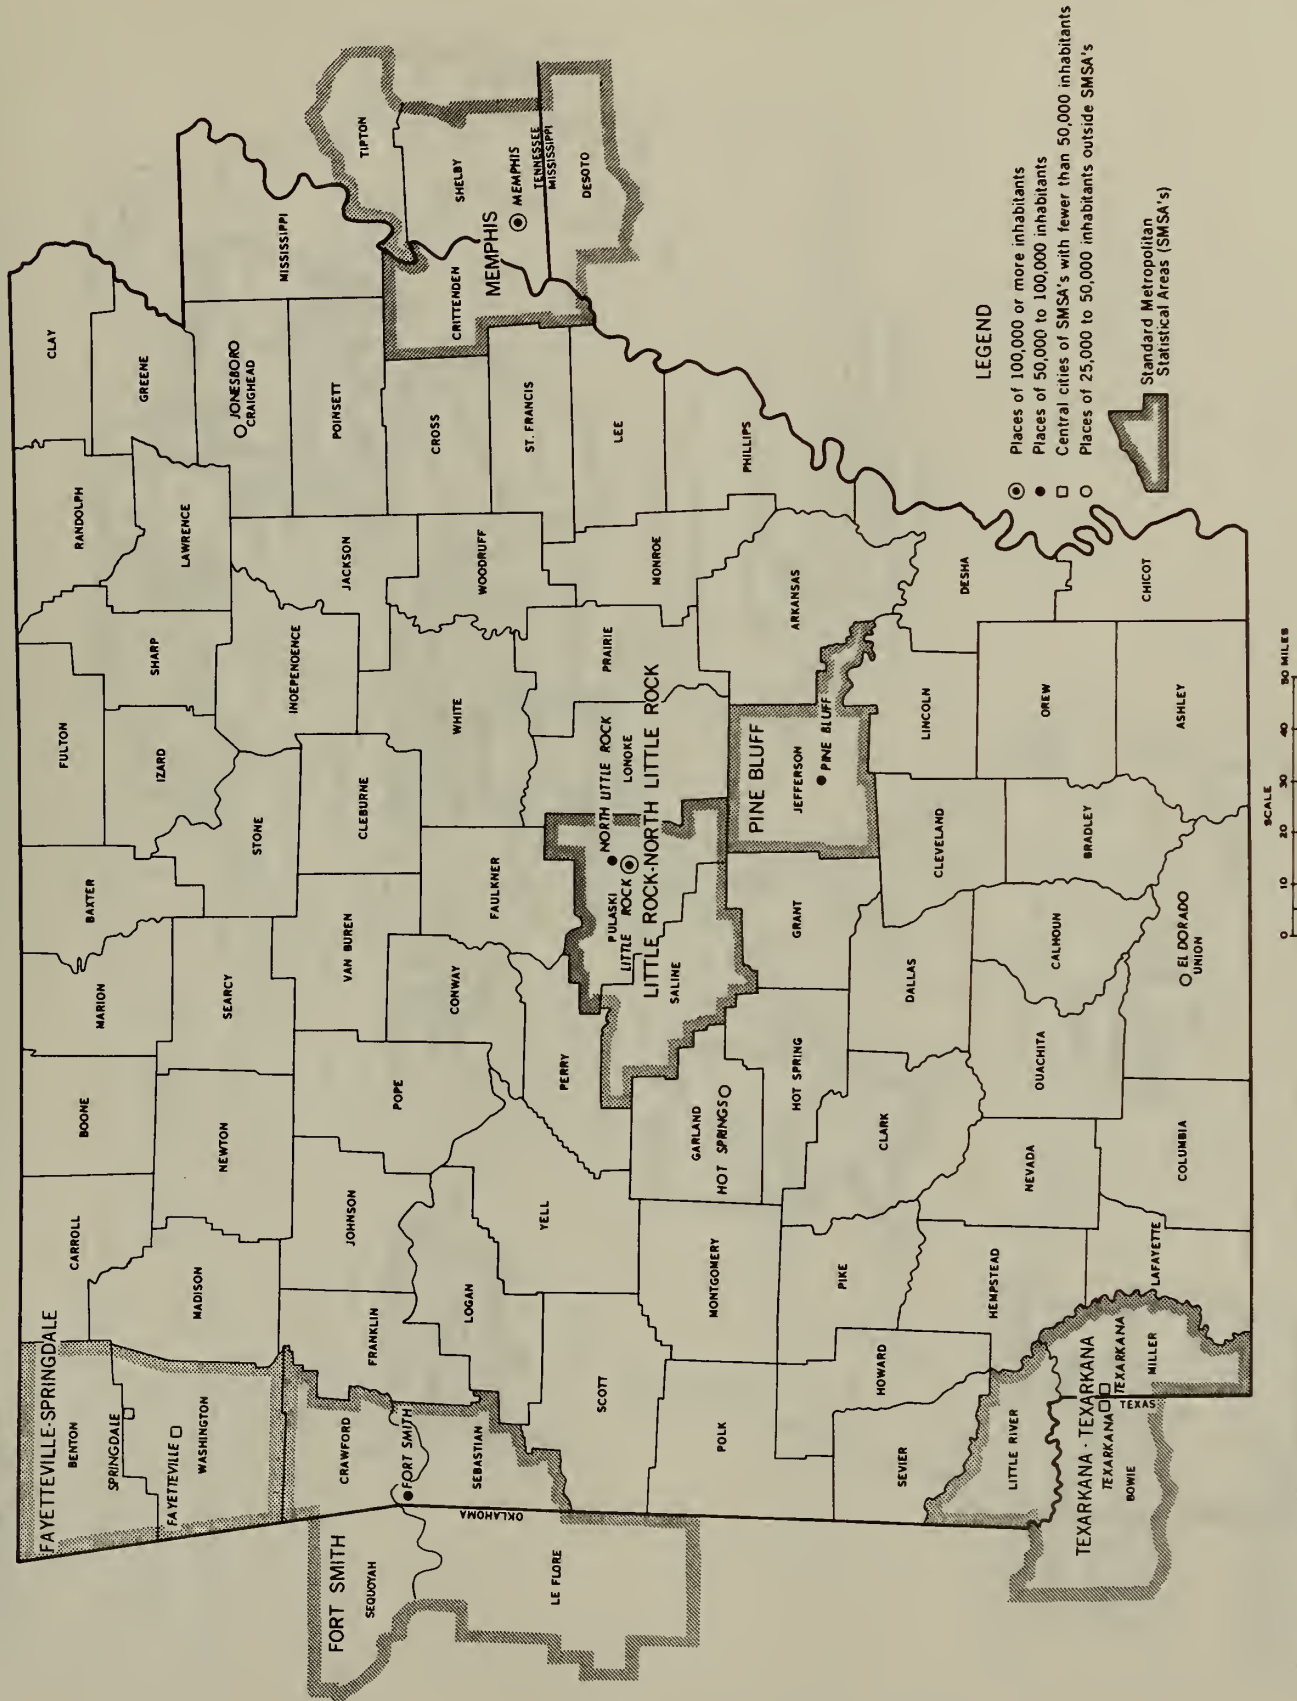 FAYETTEVILLE-SPRINGDALE
BENTON
CARROLL
BOONE
MARION
BAXTER
FULTON
RANDOLPH
CLAY
SPRINGDALE
FAYETTEVILLE
WASHINGTON
MADISON
NEWTON
SEARCY
IZARD
SHARP
LAWRENCE
GREENE
STONE
INOEPENOENCE
JONESBORO
CRAIGHEAD
MISSISSIPPI
FORT SMITH
SEQUOYAH
CRAWFORD
FRANKLIN
JOHNSON
POPE
VAN BUREN
CLEBURNE
JACKSON
POINSETT
TIPTON
FORT SMITH
OKLAHOMA
SEBASTIAN
LOGAN
CONWAY
WHITE
WOODRUFF
CROSS
CRITTENDEN
SHELBY
MEMPHIS
MEMPHIS
TENNESSEE
MISSISSIPPI
DESOTO
LE FLORE
SCOTT
YELL
PERRY
FAULKNER
PRAIRIE
ST. FRANCIS
PULASKI
LITTLE ROCK
NORTH LITTLE ROCK
LONOKE
LITTLE ROCK-NORTH LITTLE ROCK
SALINE
MONROE
LEE
POLK
MONTGOMERY
GARLAND
HOT SPRINGS
HOT SPRING
GRANT
PINE BLUFF
JEFFERSON
PINE BLUFF
ARKANSAS
PHILLIPS
SEVIER
HOWARD
PIKE
CLARK
DALLAS
CLEVELAND
LINCOLN
DESHA
LITTLE RIVER
HEMPSTEAD
NEVADA
OUACHITA
CALHOUN
BRADLEY
OREW
CHICOT
TEXARKANA - TEXARKANA
TEXARKANA
BOWIE
TEXAS
TEXARKANA
MILLER
LAFAYETTE
COLUMBIA
EL DORADO
UNION
ASHLEY
LEGEND
Places of 100,000 or more inhabitants
Places of 50,000 to 100,000 inhabitants
Central cities of SMSA's with fewer than 50,000 inhabitants
Places of 25,000 to 50,000 inhabitants outside SMSA's
Standard Metropolitan
Statistical Areas (SMSA's)
SCALE
0 10 20 30 40 50 MILES